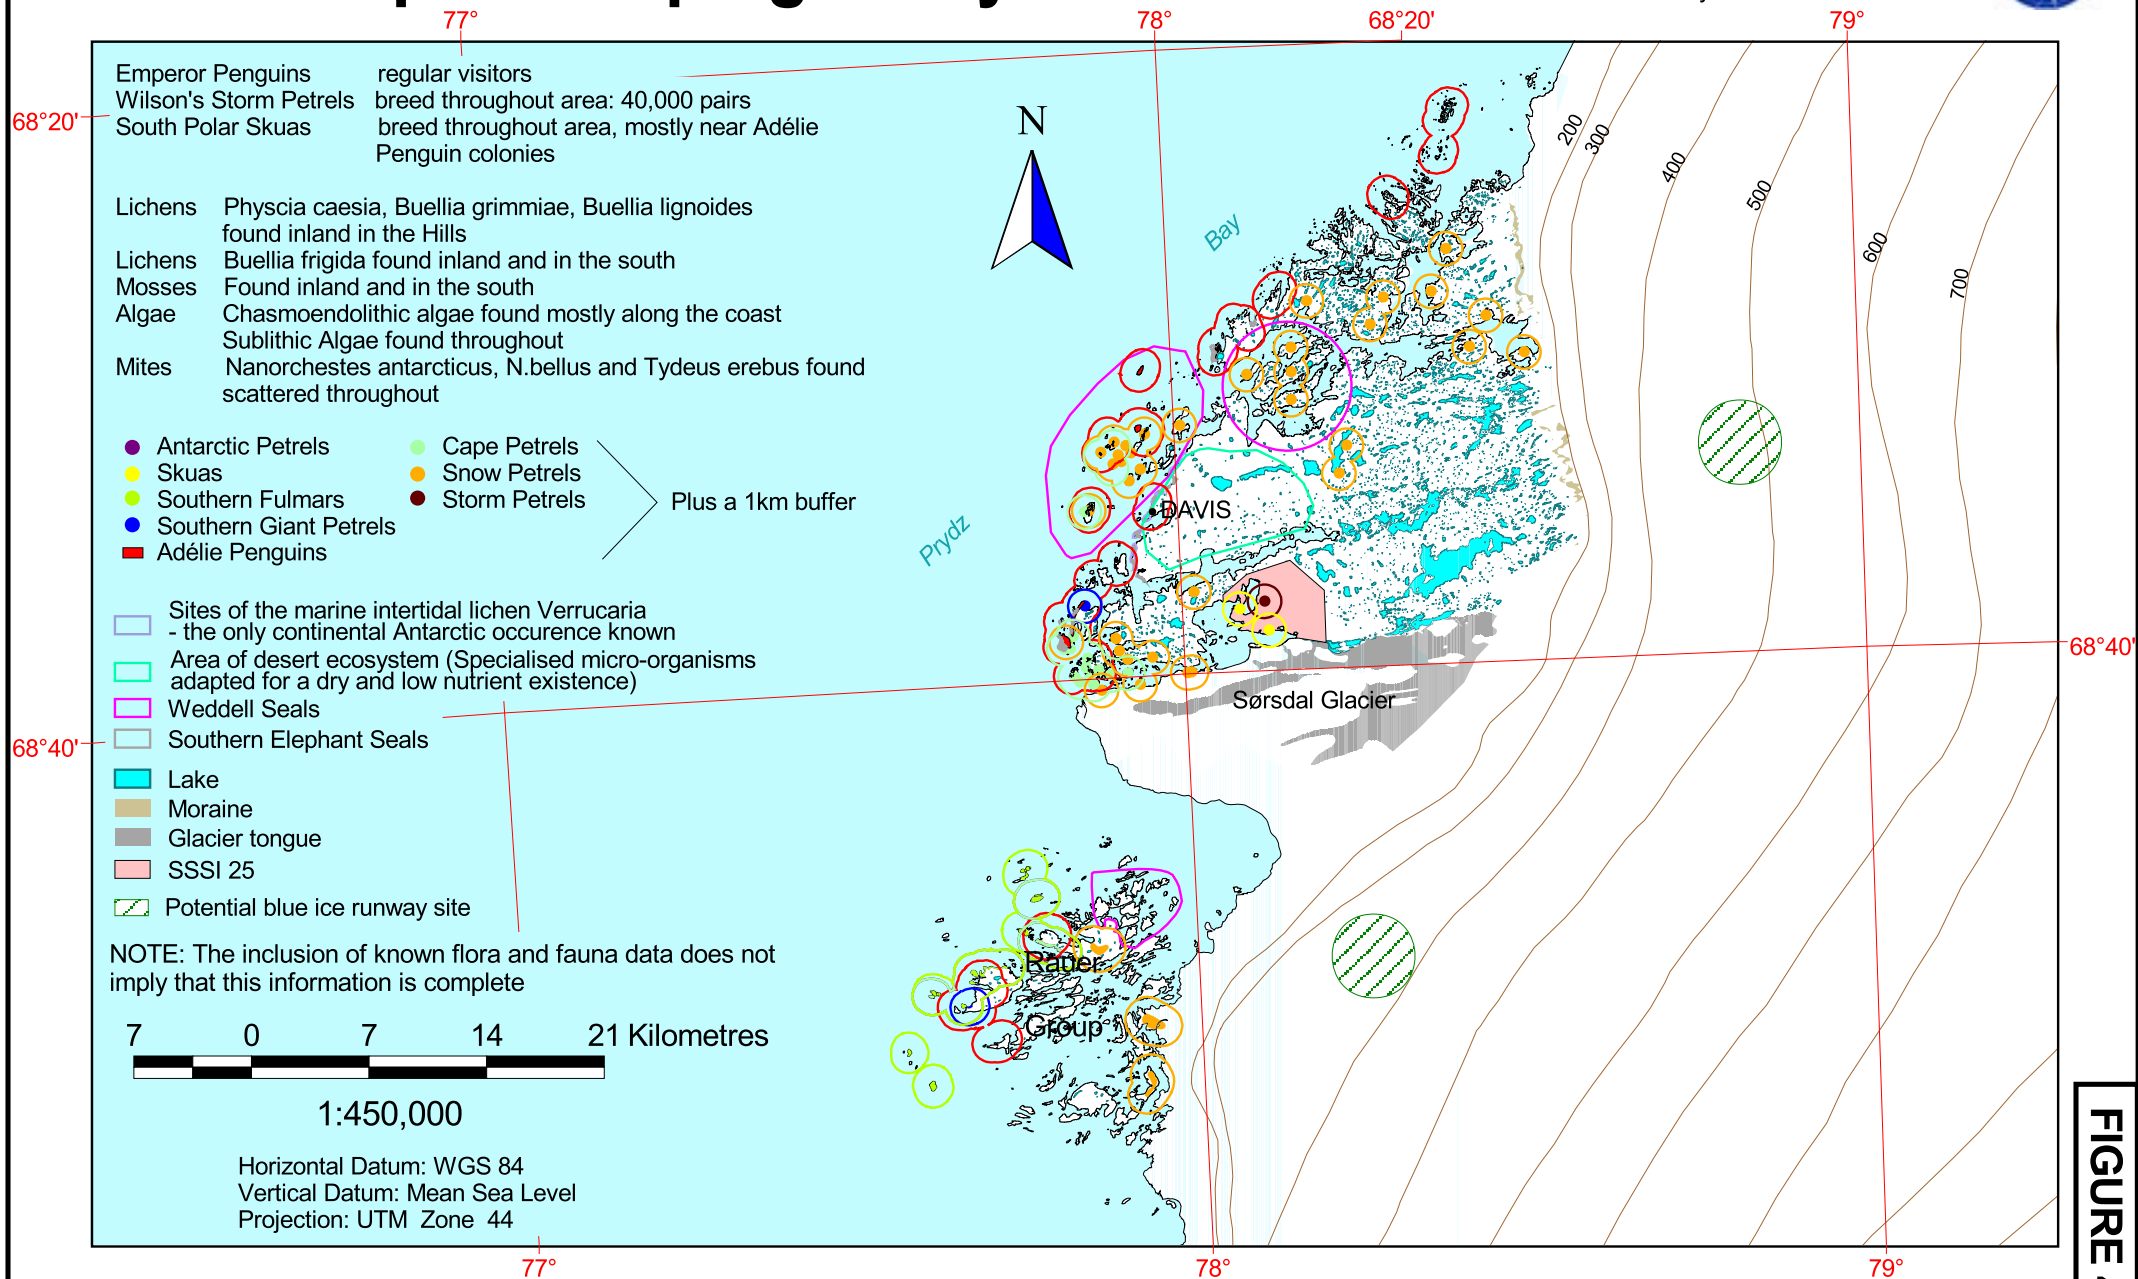 77°
78°
68°20'
79°
Emperor Penguins regular visitors
68°20'
Wilson's Storm Petrels breed throughout area: 40,000 pairs
South Polar Skuas breed throughout area, mostly near Adélie
Penguin colonies
N
200
300
400
500
600
700
Lichens Physcia caesia, Buellia grimmiae, Buellia lignoides
found inland in the Hills
Lichens Buellia frigida found inland and in the south
Mosses Found inland and in the south
Algae Chasmoendolithic algae found mostly along the coast
Sublithic Algae found throughout
Mites Nanorchestes antarcticus, N.bellus and Tydeus erebus found
scattered throughout
Bay
Prydz
Antarctic Petrels
Cape Petrels
Skuas
Snow Petrels
Southern Fulmars
Storm Petrels
Plus a 1km buffer
Southern Giant Petrels
Adélie Penguins
DAVIS
Sites of the marine intertidal lichen Verrucaria
- the only continental Antarctic occurence known
Area of desert ecosystem (Specialised micro-organisms
adapted for a dry and low nutrient existence)
Weddell Seals
Southern Elephant Seals
68°40'
68°40'
Sørsdal Glacier
Lake
Moraine
Glacier tongue
SSSI 25
Potential blue ice runway site
NOTE: The inclusion of known flora and fauna data does not
imply that this information is complete
Rauer
Group
7 0 7 14 21 Kilometres
1:450,000
Horizontal Datum: WGS 84
Vertical Datum: Mean Sea Level
Projection: UTM Zone 44
77°
78°
79°
FIGURE